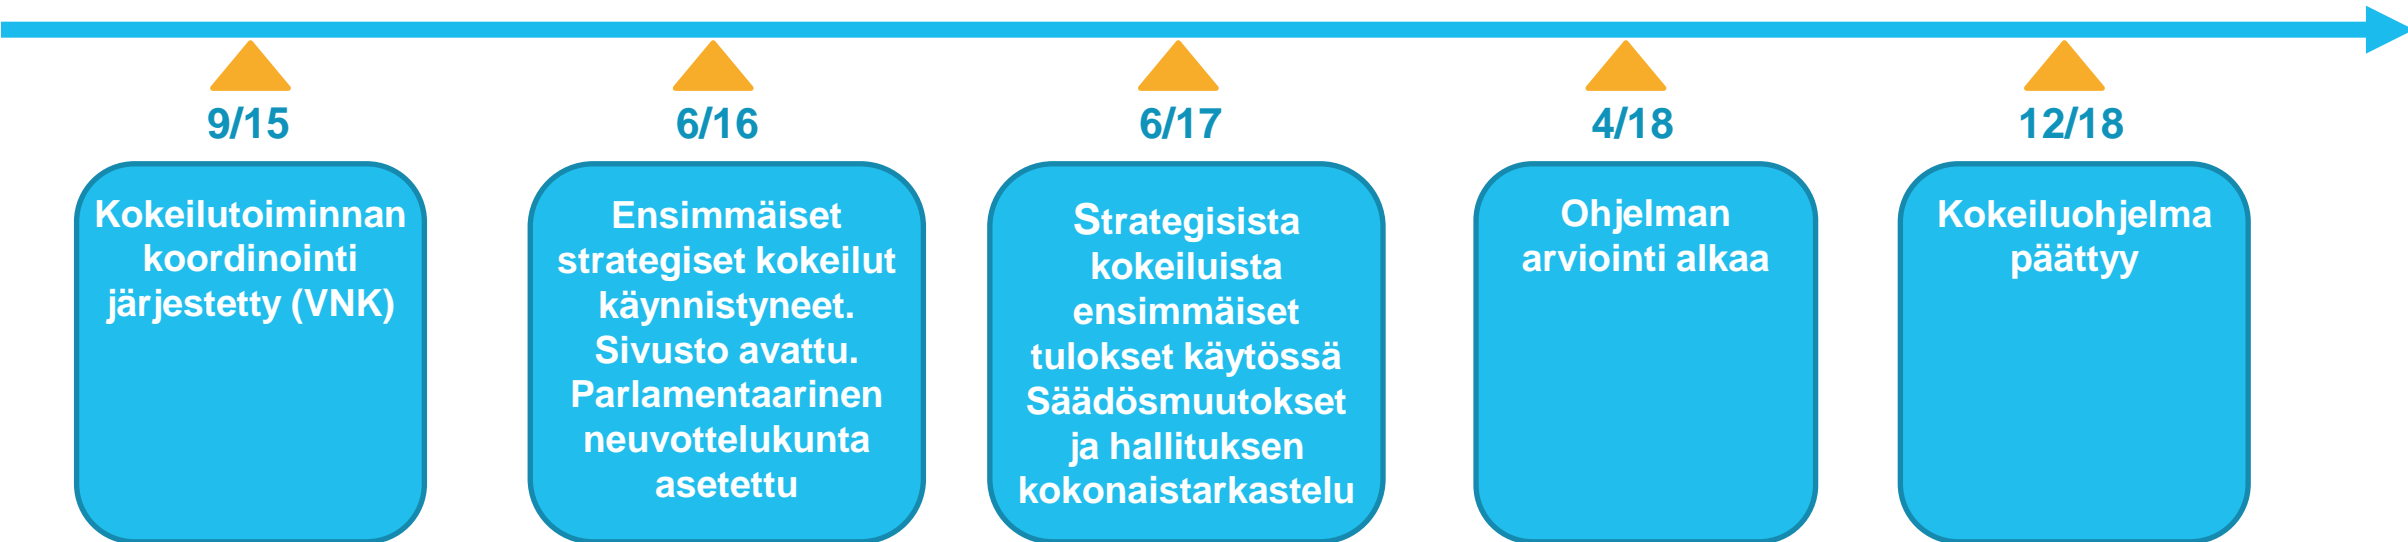 9/15
Kokeilutoiminnan
koordinointi
järjestetty (VNK)
6/16
Ensimmäiset
strategiset kokeilut
käynnistyneet.
Sivusto avattu.
Parlamentaarinen
neuvottelukunta
asetettu
6/17
Strategisista
kokeiluista
ensimmäiset
tulokset käytössä
Säädösmuutokset
ja hallituksen
kokonaistarkastelu
4/18
Ohjelman
arviointi alkaa
12/18
Kokeiluohjelma
päättyy